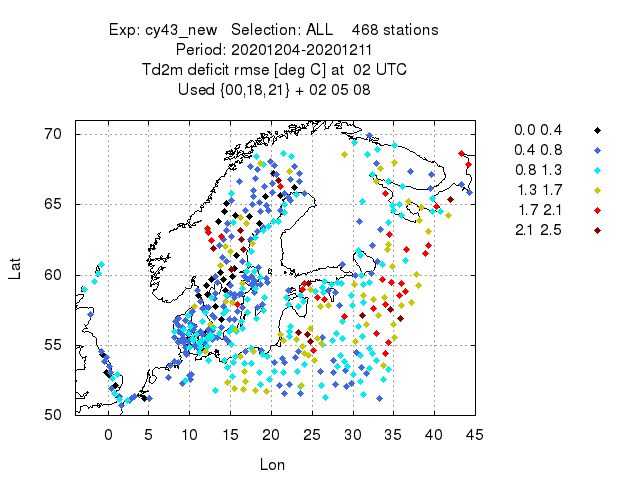 Exp: cy43_new   Selection: ALL    468 stations
Period: 20201204-20201211
Td2m deficit rmse [deg C] at  02 UTC
Used {00,18,21} + 02 05 08
70
65
60
55
50
Lat
0 5 10 15 20 25 30 35 40 45
Lon
0.0 0.4
0.4 0.8
0.8 1.3
1.3 1.7
1.7 2.1
2.1 2.5